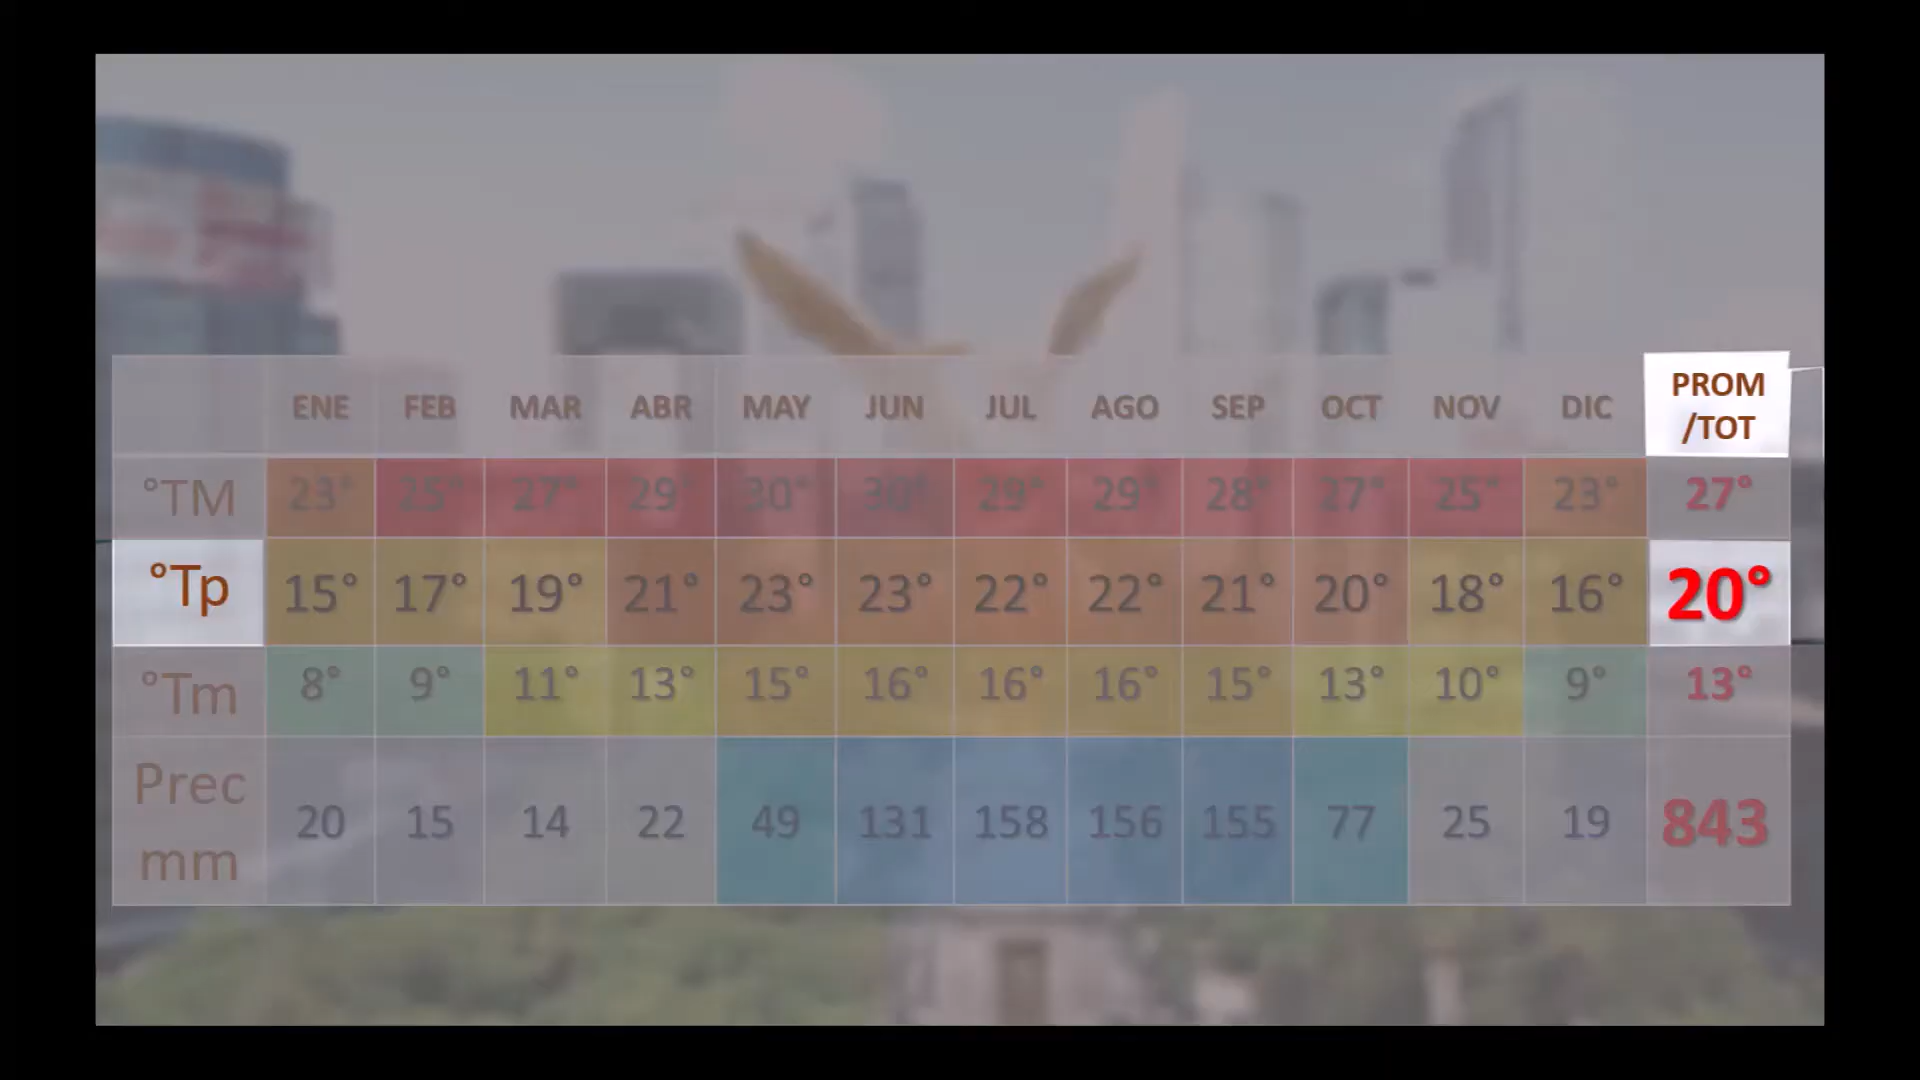 ENE FEB MAR ABR MAY JUN JUL AGO SEP OCT NOV DIC PROM
/TOT
°TM 23° 25° 27° 29° 30° 30° 29° 29° 28° 27° 25° 23° 27°
°Tp 15° 17° 19° 21° 23° 23° 22° 22° 21° 20° 18° 16° 20°
°Tm 8° 9° 11° 13° 15° 16° 16° 16° 15° 13° 10° 9° 13°
Prec
mm 20 15 14 22 49 131 158 156 155 77 25 19 843